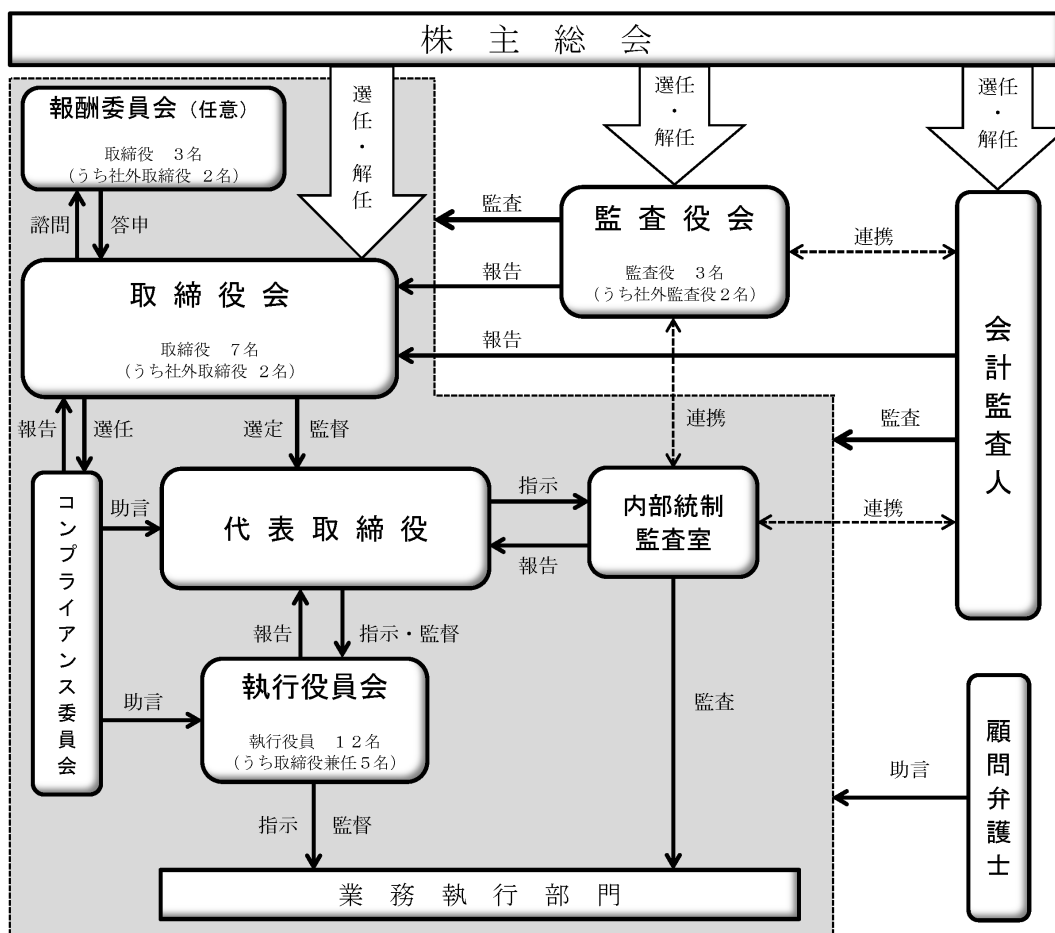 株主総会
選任・解任
選任・解任
選任・解任
報酬委員会（任意）
取締役 3名
（うち社外取締役 2名）
諮問
答申
監査
監査役会
監査役 3名
（うち社外監査役2名）
連携
報告
取締役会
取締役 7名
（うち社外取締役 2名）
報告
会計監査人
報告
選任
選定
監督
連携
監査
コンプライアンス委員会
助言
代表取締役
指示
報告
内部統制
監査室
連携
報告
指示・監督
助言
執行役員会
執行役員 12名
（うち取締役兼任5名）
監査
顧問弁護士
助言
指示
監督
業務執行部門